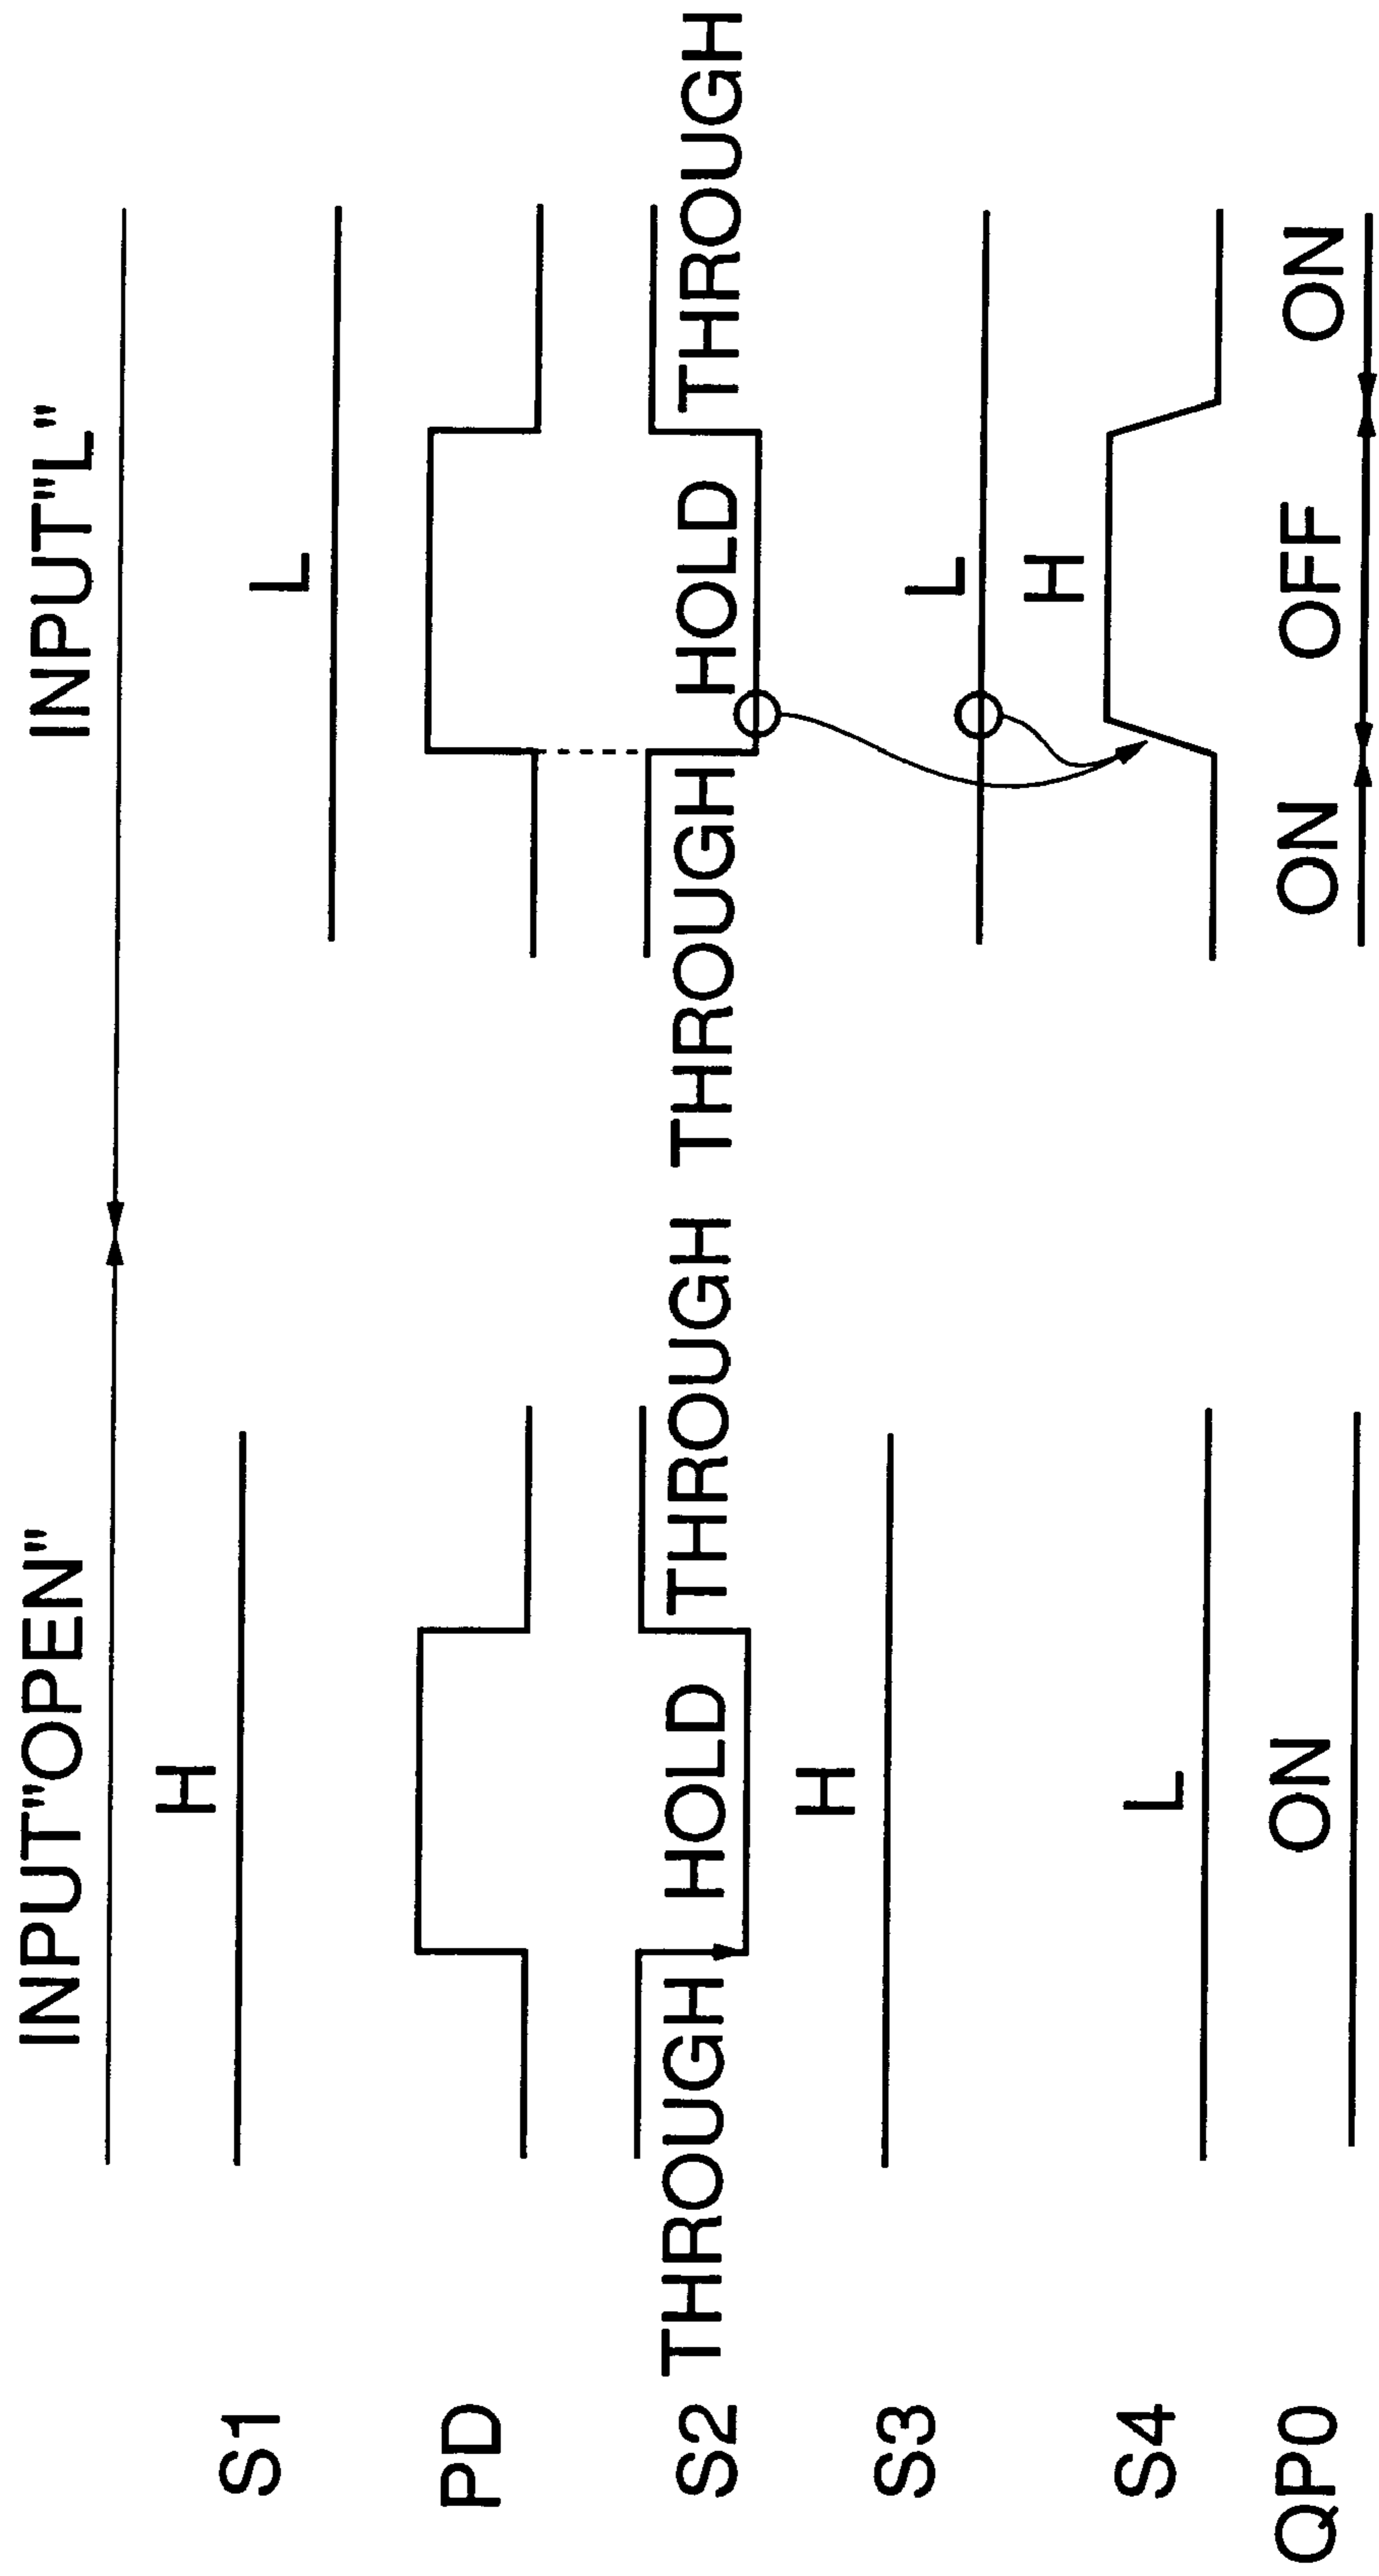 INPUT"OPEN" INPUT"L"
S1 H L
PD
S2 THROUGH HOLD THROUGH THROUGH HOLD THROUGH
S3 H L
S4 L H
QP0 ON ON OFF ON